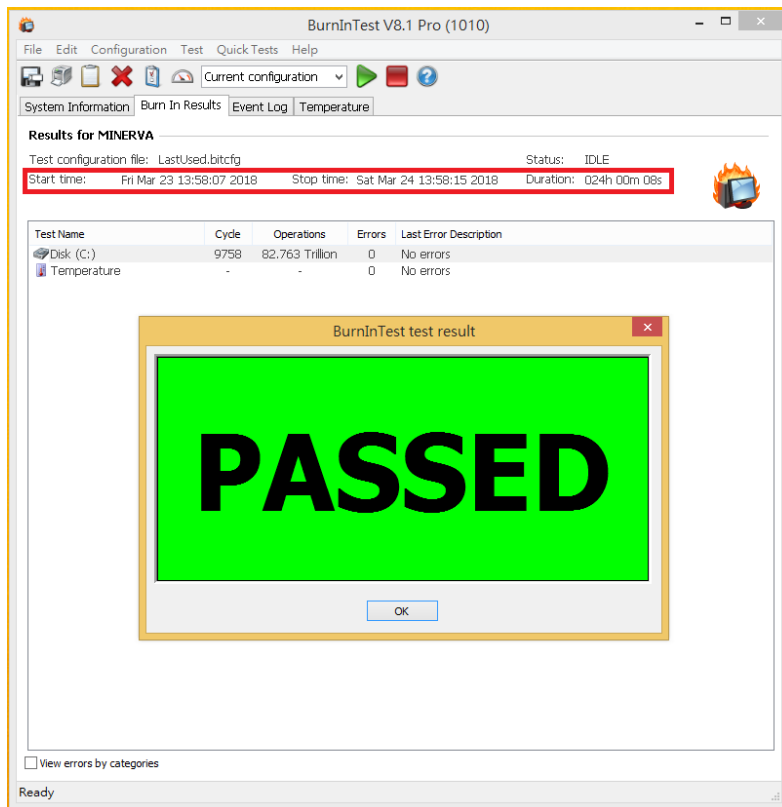 BurnInTest V8.1 Pro (1010)
File Edit Configuration Test Quick Tests Help
Current configuration
System Information Burn In Results Event Log Temperature
Results for MINERVA
Test configuration file: LastUsed.bitcfg Status: IDLE
Start time: Fri Mar 23 13:58:07 2018 Stop time: Sat Mar 24 13:58:15 2018 Duration: 024h 00m 08s
Test Name Cycle Operations Errors Last Error Description
Disk (C:) 9758 82.763 Trillion 0 No errors
Temperature - - 0 No errors
BurnInTest test result
PASSED
OK
View errors by categories
Ready